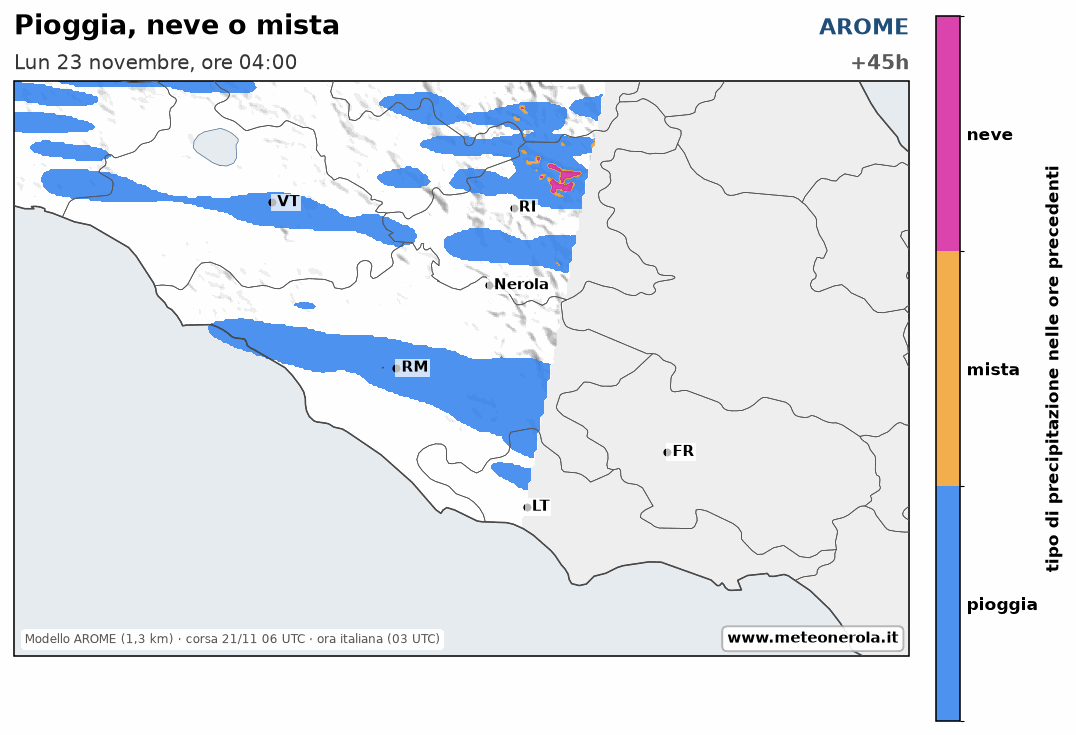 Pioggia, neve o mista
AROME
Lun 23 novembre, ore 04:00
+45h
neve
VT
RI
Nerola
RM
mista
FR
LT
pioggia
tipo di precipitazione nelle ore precedenti
Modello AROME (1,3 km) · corsa 21/11 06 UTC · ora italiana (03 UTC)
www.meteonerola.it